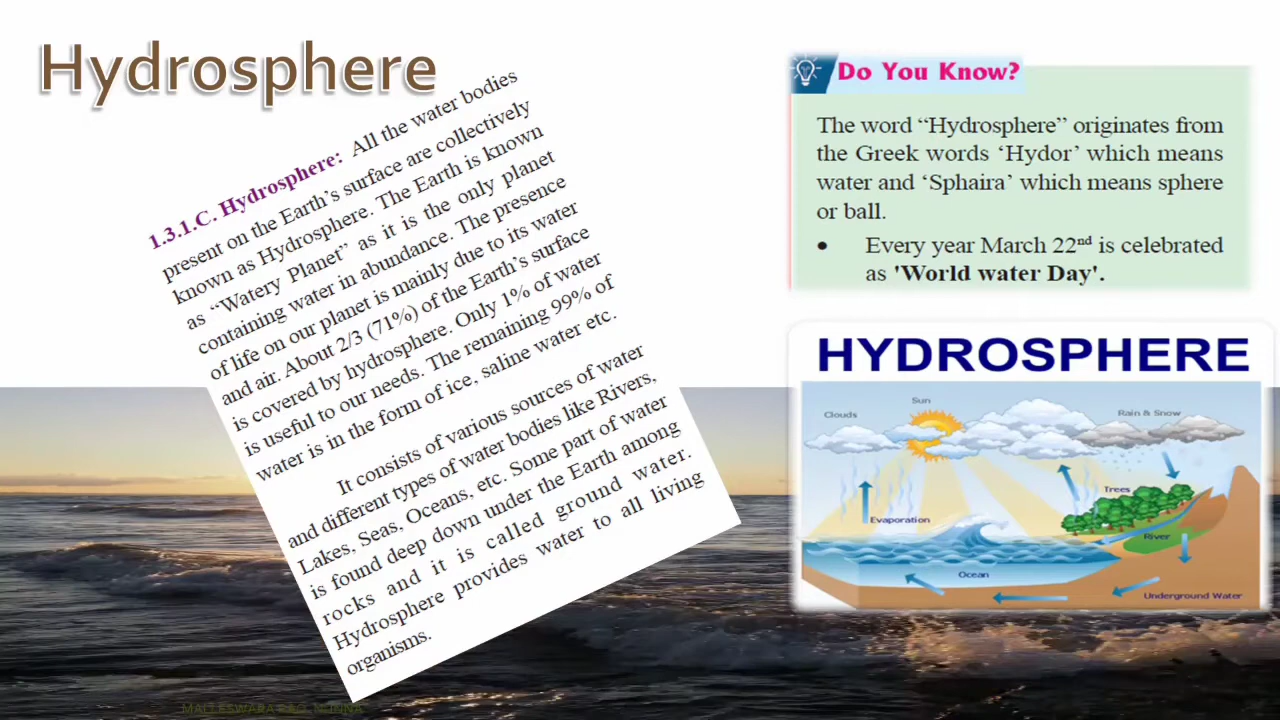 Hydrosphere
1.3.1.C. Hydrosphere: All the water bodies
present on the Earth's surface are collectively
known as Hydrosphere. The Earth is known
as “Watery Planet” as it is the only planet
containing water in abundance. The presence
of life on our planet is mainly due to its water
and air. About 2/3 (71%) of the Earth's surface
is covered by hydrosphere. Only 1% of water
is useful to our needs. The remaining 99% of
water is in the form of ice, saline water etc.
It consists of various sources of water
and different types of water bodies like Rivers,
Lakes, Seas, Oceans, etc. Some part of water
is found deep down under the Earth among
rocks and it is called ground water.
Hydrosphere provides water to all living
organisms.
Do You Know?
The word “Hydrosphere” originates from
the Greek words ‘Hydor’ which means
water and ‘Sphaira’ which means sphere
or ball.
• Every year March 22nd is celebrated
as 'World water Day'.
HYDROSPHERE
Sun
Clouds
Rain & Snow
Trees
Evaporation
River
Ocean
Underground Water